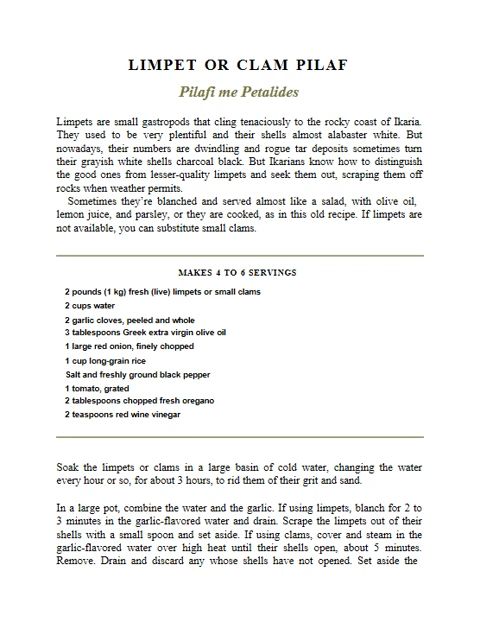 LIMPET OR CLAM PILAF
Pilafi me Petalides
Limpets are small gastropods that cling tenaciously to the rocky coast of Ikaria.
They used to be very plentiful and their shells almost alabaster white. But
nowadays, their numbers are dwindling and rogue tar deposits sometimes turn
their grayish white shells charcoal black. But Ikarians know how to distinguish
the good ones from lesser-quality limpets and seek them out, scraping them off
rocks when weather permits.
Sometimes they're blanched and served almost like a salad, with olive oil,
lemon juice, and parsley, or they are cooked, as in this old recipe. If limpets are
not available, you can substitute small clams.
MAKES 4 TO 6 SERVINGS
2 pounds (1 kg) fresh (live) limpets or small clams
2 cups water
2 garlic cloves, peeled and whole
3 tablespoons Greek extra virgin olive oil
1 large red onion, finely chopped
1 cup long-grain rice
Salt and freshly ground black pepper
1 tomato, grated
2 tablespoons chopped fresh oregano
2 teaspoons red wine vinegar
Soak the limpets or clams in a large basin of cold water, changing the water
every hour or so, for about 3 hours, to rid them of their grit and sand.
In a large pot, combine the water and the garlic. If using limpets, blanch for 2 to
3 minutes in the garlic-flavored water and drain. Scrape the limpets out of their
shells with a small spoon and set aside. If using clams, cover and steam in the
garlic-flavored water over high heat until their shells open, about 5 minutes.
Remove. Drain and discard any whose shells have not opened. Set aside the